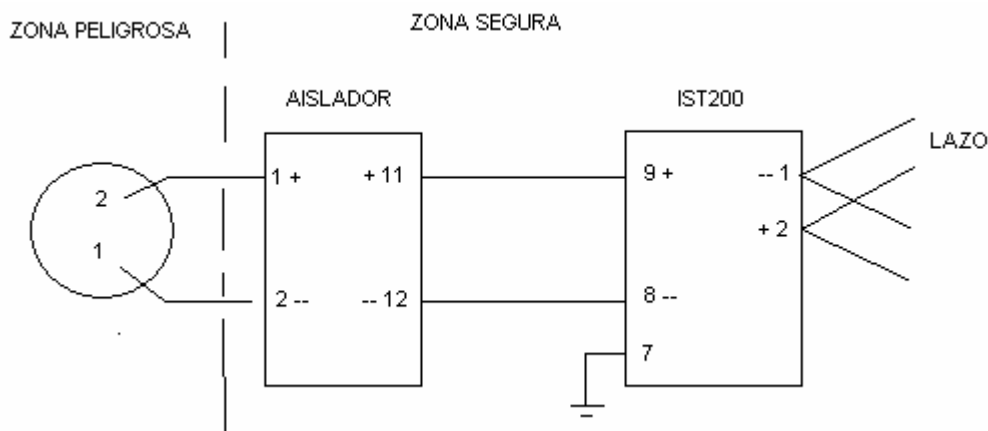 ZONA PELIGROSA
ZONA SEGURA
AISLADOR
IST200
LAZO
2
1
1 +
+ 11
2 --
-- 12
9 +
-- 1
+ 2
8 --
7